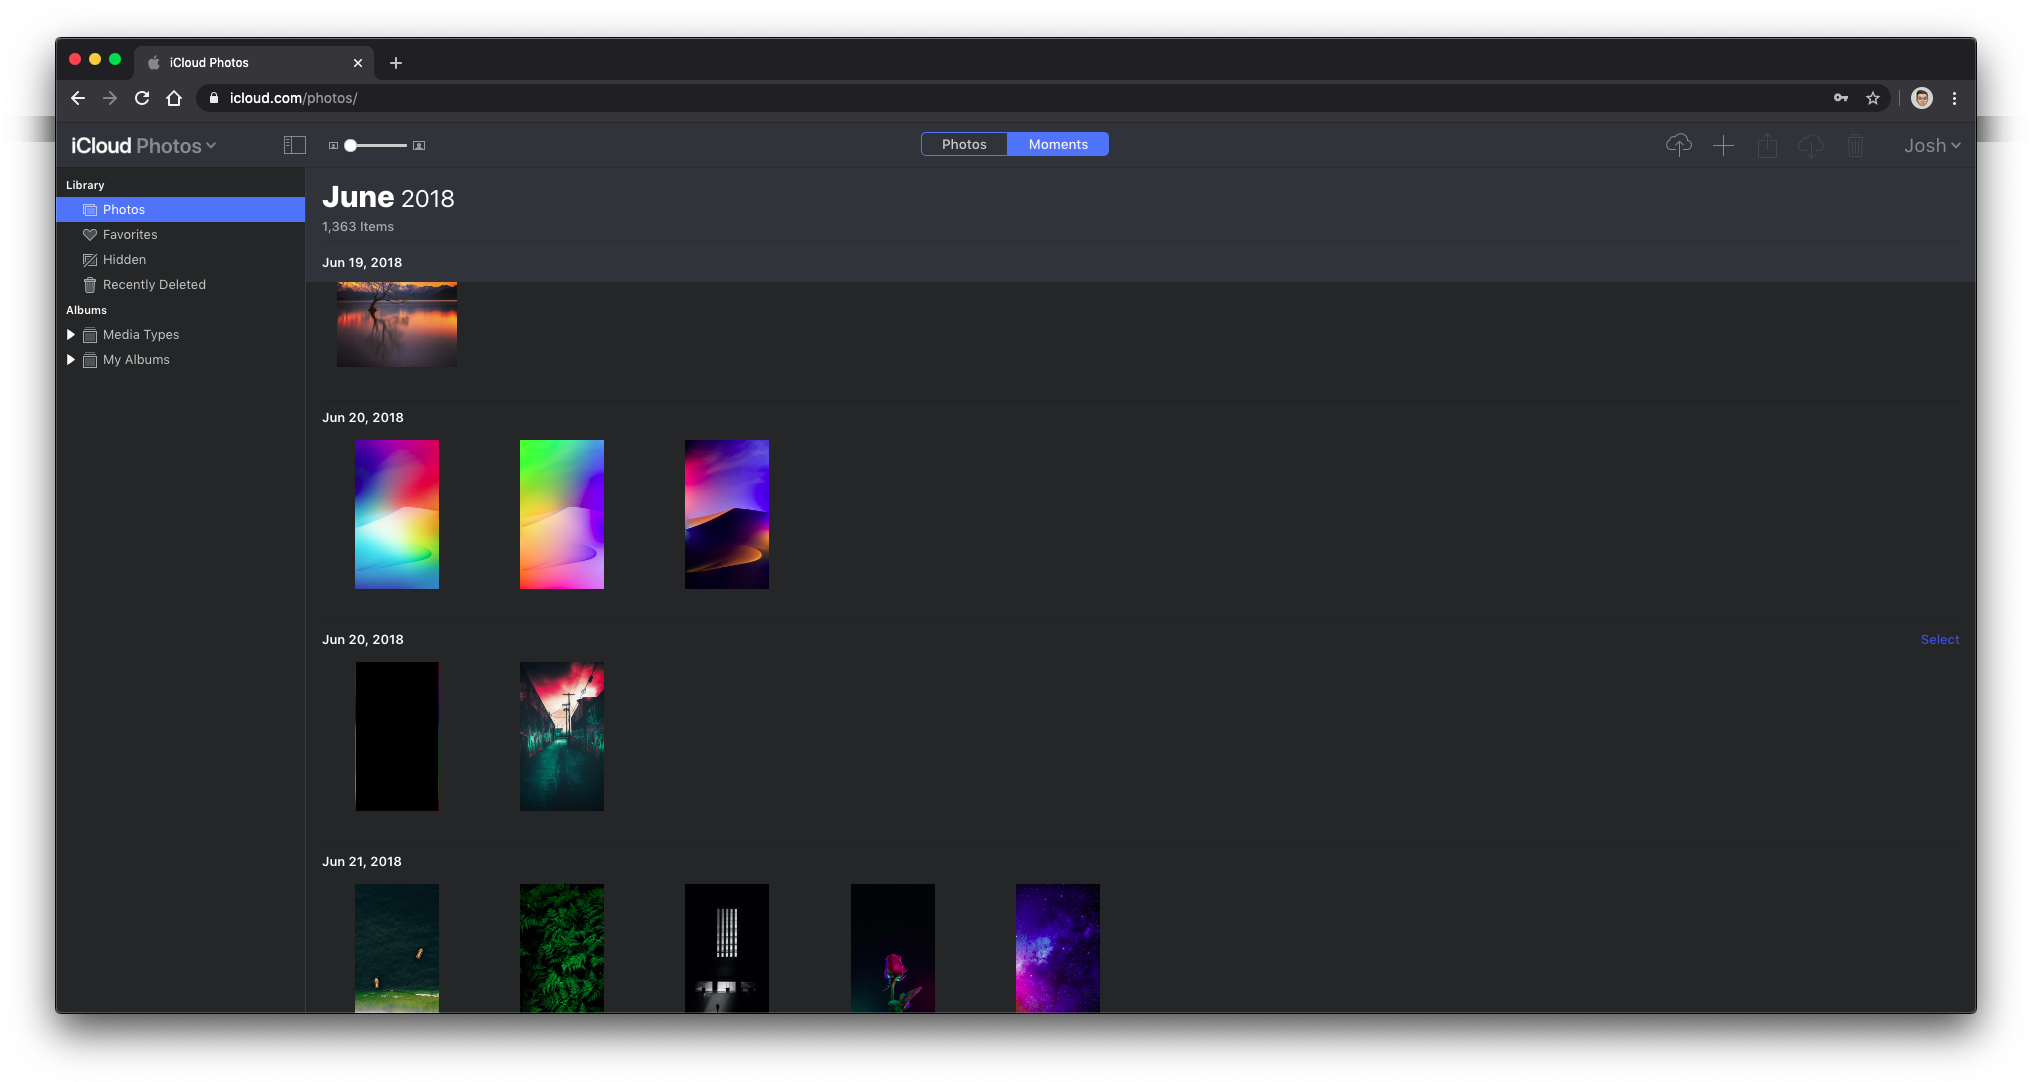 iCloud Photos
icloud.com/photos/
iCloud Photos
Photos
Moments
Josh
Library
Photos
Favorites
Hidden
Recently Deleted
Albums
Media Types
My Albums
June 2018
1,363 Items
Jun 19, 2018
Jun 20, 2018
Jun 20, 2018
Select
Jun 21, 2018